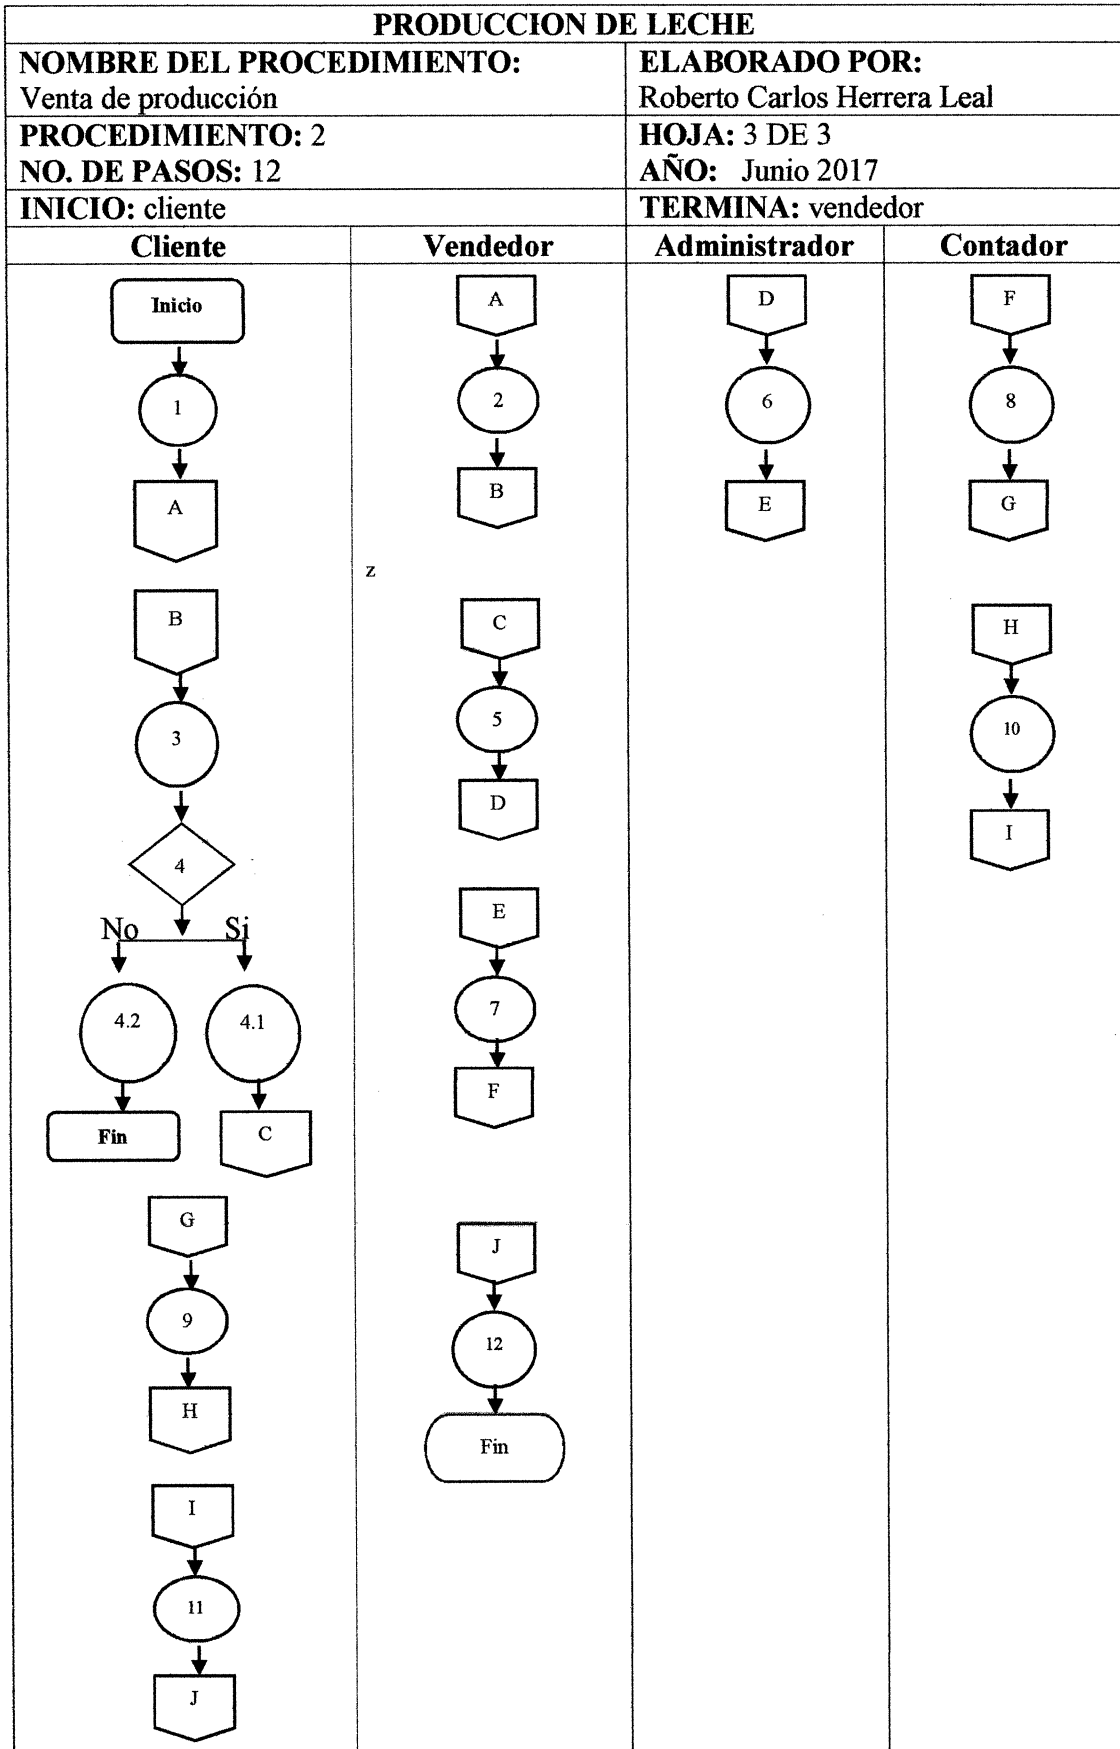 PRODUCCION DE LECHE
NOMBRE DEL PROCEDIMIENTO:
Venta de producción
ELABORADO POR:
Roberto Carlos Herrera Leal
PROCEDIMIENTO: 2
NO. DE PASOS: 12
HOJA: 3 DE 3
AÑO: Junio 2017
INICIO: cliente
TERMINA: vendedor
Cliente
Vendedor
Administrador
Contador
Inicio
1
A
B
3
4
No
Si
4.2
4.1
Fin
C
G
9
H
I
11
J
A
2
B
z
C
5
D
E
7
F
J
12
Fin
D
6
E
F
8
G
H
10
I